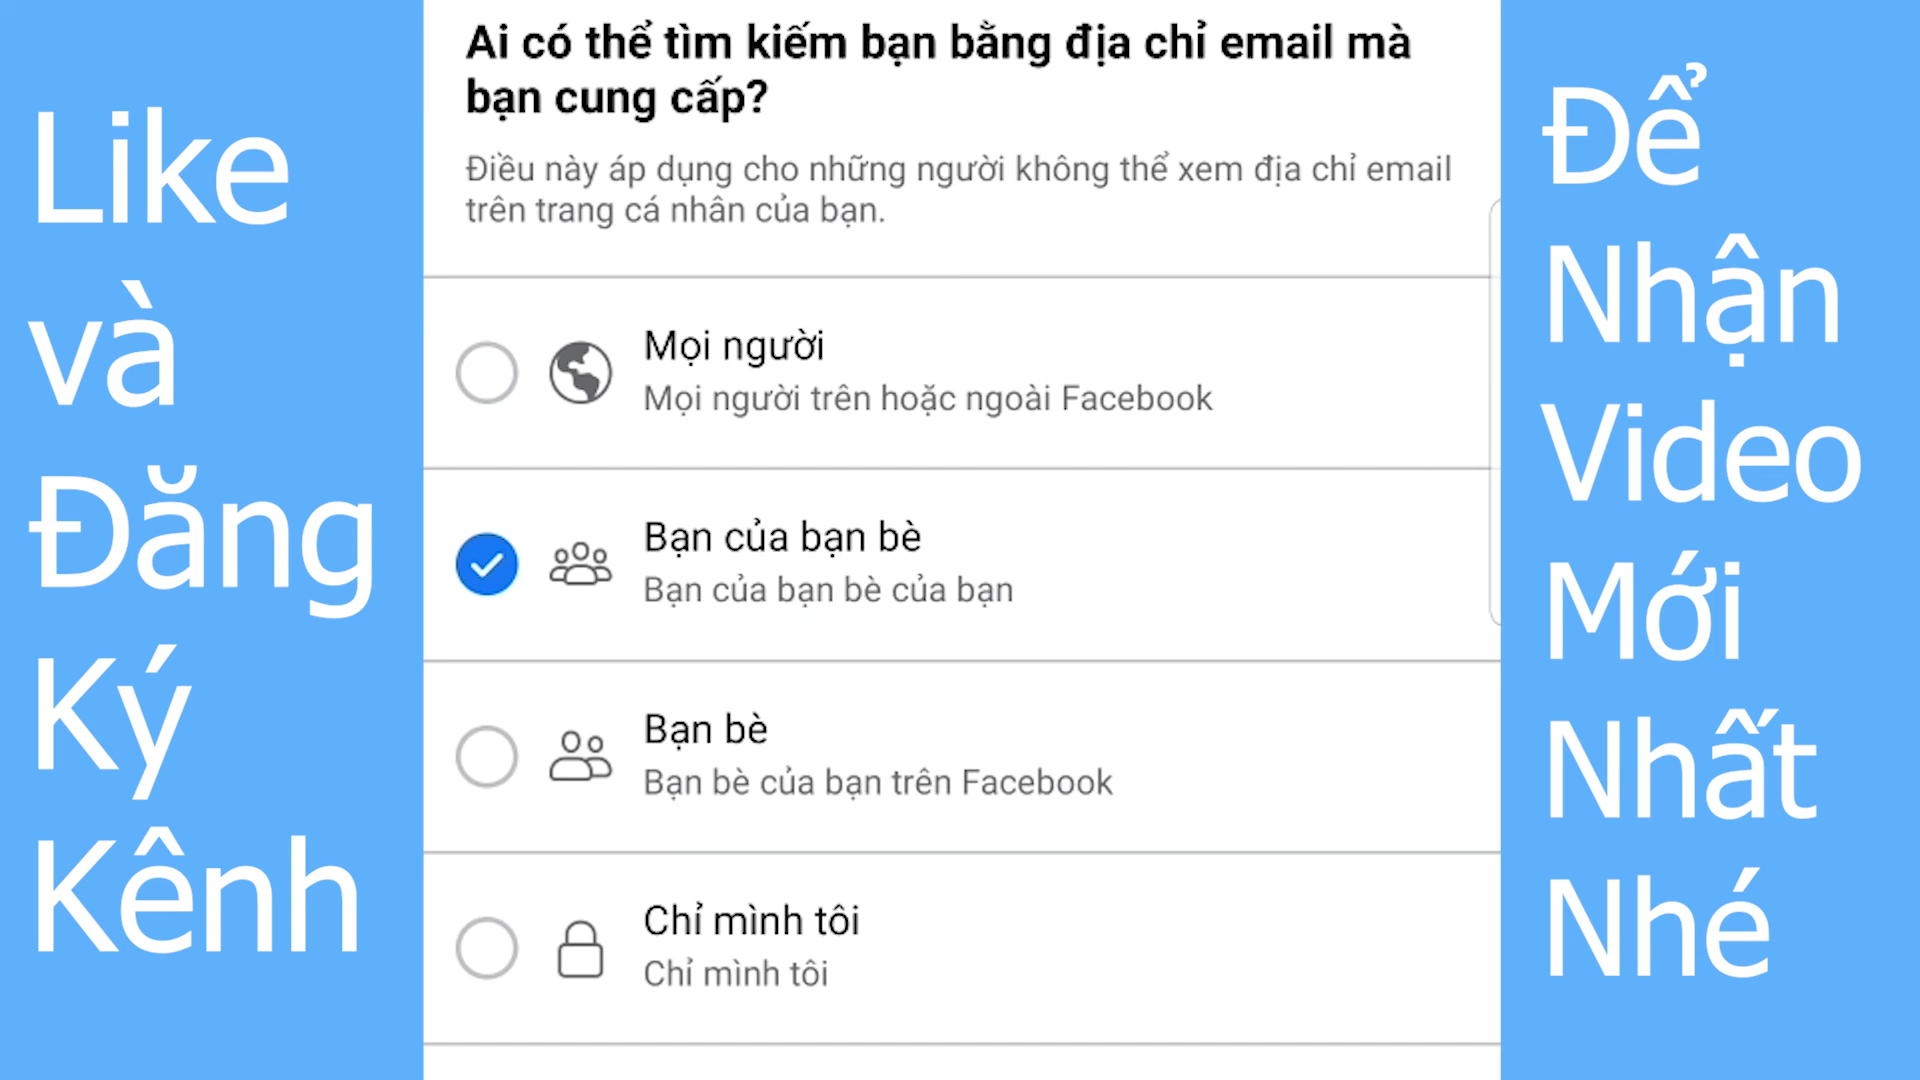 Like
và
Đăng
Ký
Kênh
Ai có thể tìm kiếm bạn bằng địa chỉ email mà
bạn cung cấp?
Điều này áp dụng cho những người không thể xem địa chỉ email
trên trang cá nhân của bạn.
Mọi người
Mọi người trên hoặc ngoài Facebook
Bạn của bạn bè
Bạn của bạn bè của bạn
Bạn bè
Bạn bè của bạn trên Facebook
Chỉ mình tôi
Chỉ mình tôi
Để
Nhận
Video
Mới
Nhất
Nhé